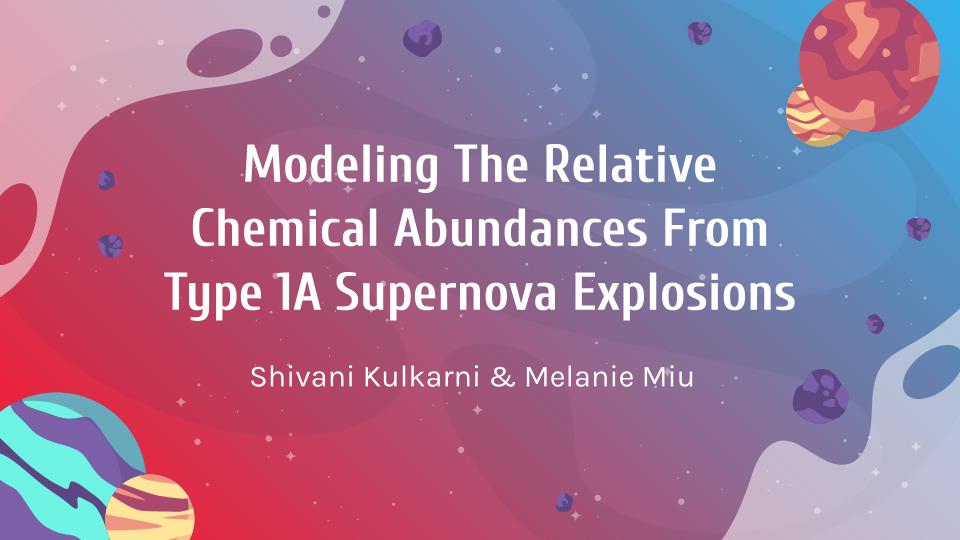 Modeling The Relative
Chemical Abundances From
Type 1A Supernova Explosions
Shivani Kulkarni & Melanie Miu